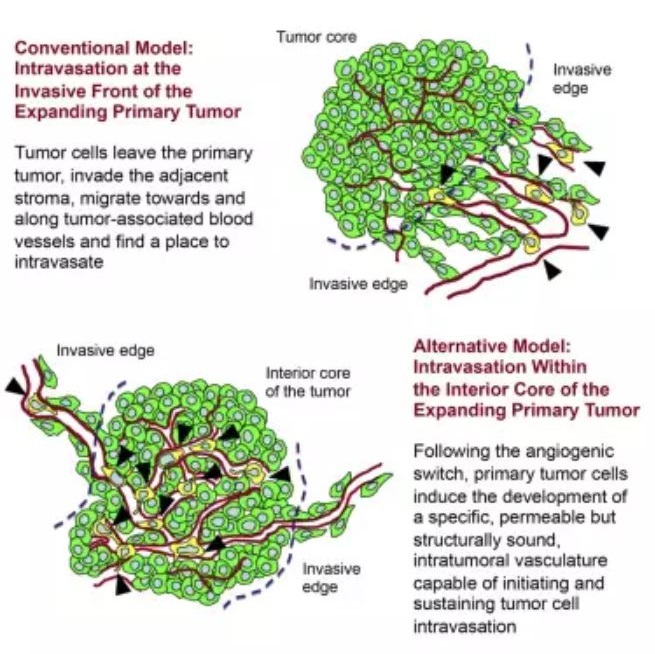 Conventional Model:
Intravasation at the
Invasive Front of the
Expanding Primary Tumor
Tumor cells leave the primary
tumor, invade the adjacent
stroma, migrate towards and
along tumor-associated blood
vessels and find a place to
intravasate
Tumor core
Invasive
edge
Invasive edge
Invasive edge
Interior core
of the tumor
Invasive
edge
Alternative Model:
Intravasation Within
the Interior Core of the
Expanding Primary Tumor
Following the angiogenic
switch, primary tumor cells
induce the development of
a specific, permeable but
structurally sound,
intratumoral vasculature
capable of initiating and
sustaining tumor cell
intravasation